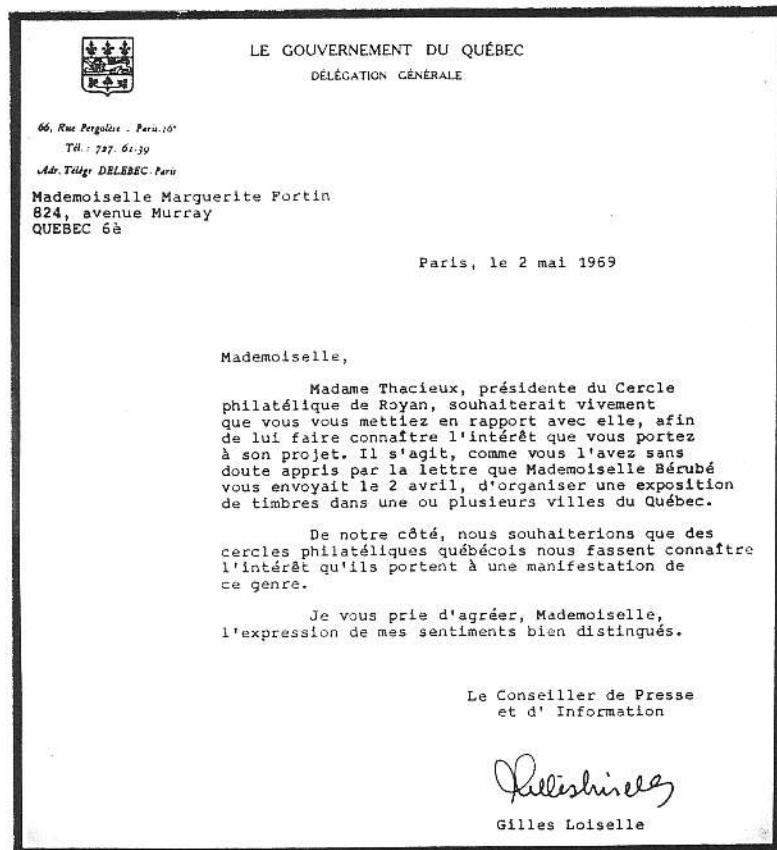 LE GOUVERNEMENT DU QUÉBEC
DÉLÉGATION GÉNÉRALE
66, Rue Pergolèse - Paris-16e
Tél. : 727. 61-39
Adr. Télégr DELEBEC-Paris
Mademoiselle Marguerite Fortin
824, avenue Murray
QUEBEC 6è
Paris, le 2 mai 1969
Mademoiselle,
Madame Thacieux, présidente du Cercle
philatélique de Royan, souhaiterait vivement
que vous vous mettiez en rapport avec elle, afin
de lui faire connaître l'intérêt que vous portez
à son projet. Il s'agit, comme vous l'avez sans
doute appris par la lettre que Mademoiselle Bérubé
vous envoyait le 2 avril, d'organiser une exposition
de timbres dans une ou plusieurs villes du Québec.
De notre côté, nous souhaiterions que des
cercles philatéliques québécois nous fassent connaître
l'intérêt qu'ils portent à une manifestation de
ce genre.
Je vous prie d'agréer, Mademoiselle,
l'expression de mes sentiments bien distingués.
Le Conseiller de Presse
et d' Information
Gilles Loiselle